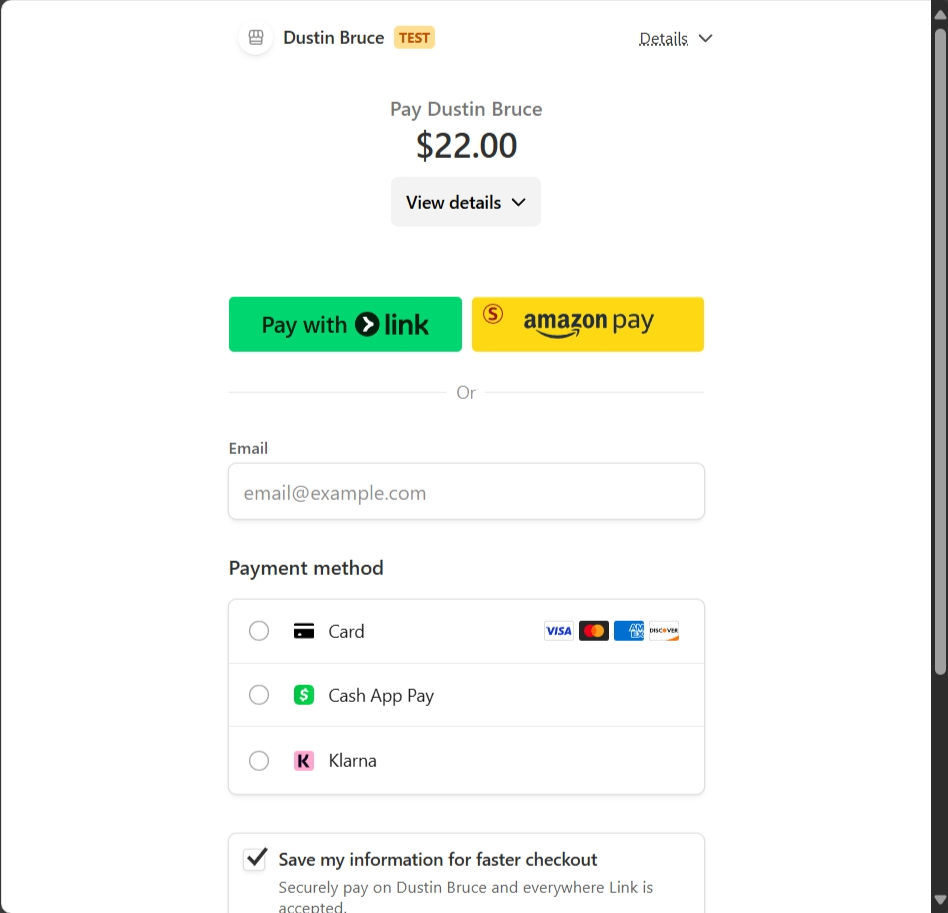 Dustin Bruce TEST Details
Pay Dustin Bruce
$22.00
View details
Pay with link
S amazon pay
Or
Email
email@example.com
Payment method
Card VISA AM EX DISCOVER
$ Cash App Pay
K Klarna
Save my information for faster checkout
Securely pay on Dustin Bruce and everywhere Link is
accepted.